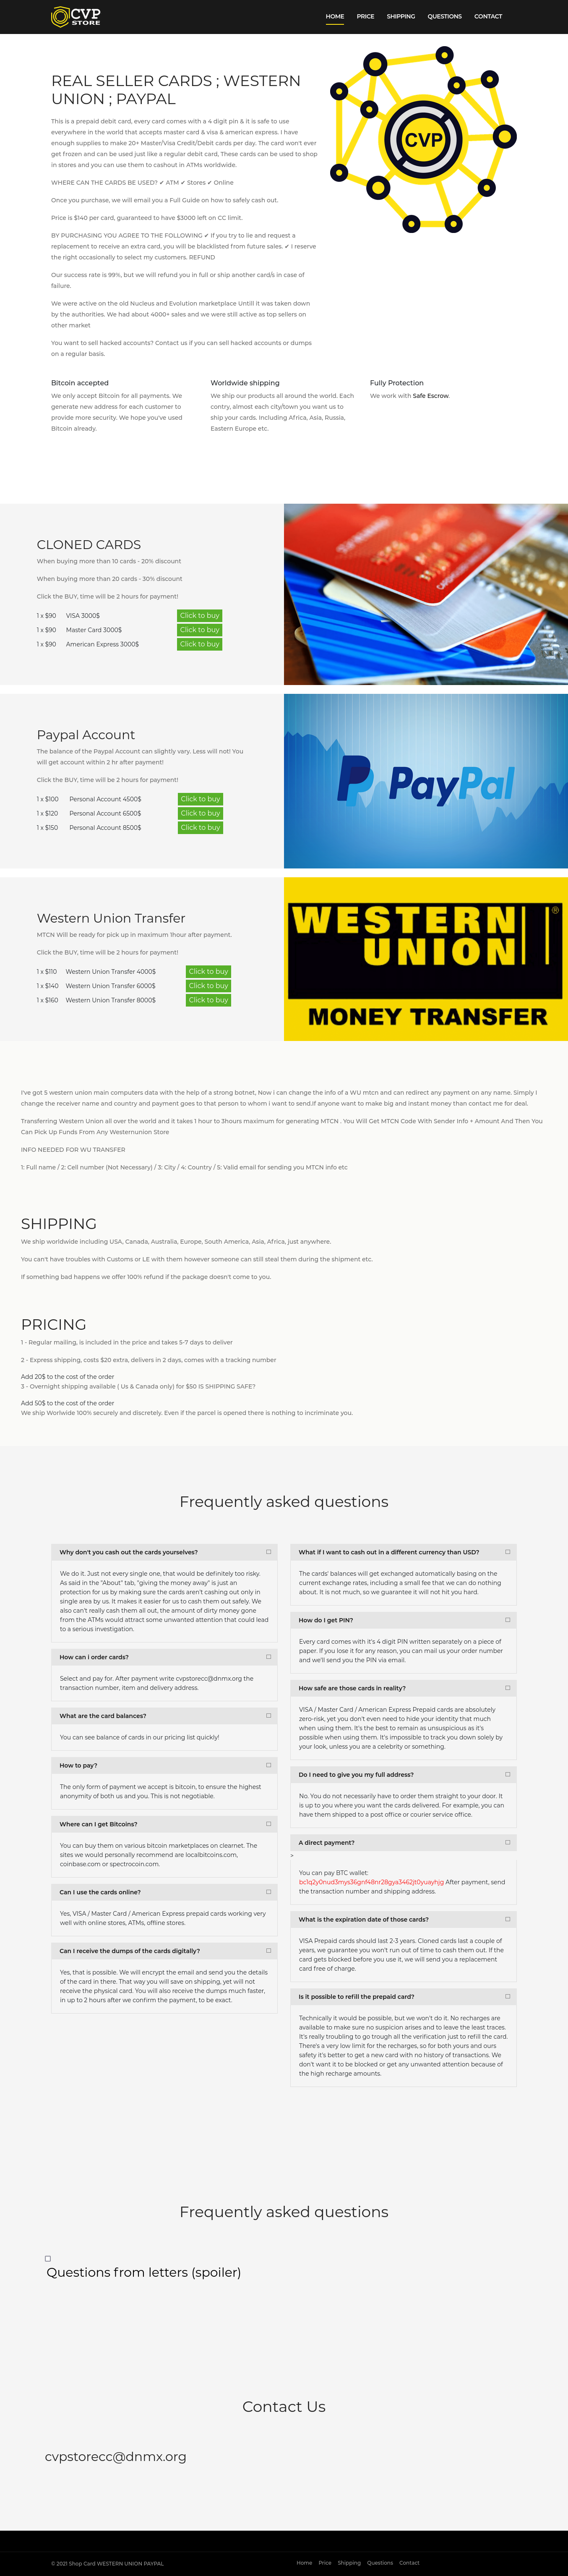 CVP
STORE
HOME PRICE SHIPPING QUESTIONS CONTACT
REAL SELLER CARDS ; WESTERN
UNION ; PAYPAL
This is a prepaid debit card, every card comes with a 4 digit pin & it is safe to use
everywhere in the world that accepts master card & visa & american express. I have
enough supplies to make 20+ Master/Visa Credit/Debit cards per day. The card won't ever
get frozen and can be used just like a regular debit card, These cards can be used to shop
in stores and you can use them to cashout in ATMs worldwide.
WHERE CAN THE CARDS BE USED? ✔ ATM ✔ Stores ✔ Online
Once you purchase, we will email you a Full Guide on how to safely cash out.
Price is $140 per card, guaranteed to have $3000 left on CC limit.
BY PURCHASING YOU AGREE TO THE FOLLOWING ✔ If you try to lie and request a
replacement to receive an extra card, you will be blacklisted from future sales. ✔ I reserve
the right occasionally to select my customers. REFUND
Our success rate is 99%, but we will refund you in full or ship another card/s in case of
failure.
We were active on the old Nucleus and Evolution marketplace Untill it was taken down
by the authorities. We had about 4000+ sales and we were still active as top sellers on
other market
You want to sell hacked accounts? Contact us if you can sell hacked accounts or dumps
on a regular basis.
CVP
Bitcoin accepted
We only accept Bitcoin for all payments. We
generate new address for each customer to
provide more security. We hope you've used
Bitcoin already.
Worldwide shipping
We ship our products all around the world. Each
contry, almost each city/town you want us to
ship your cards. Including Africa, Asia, Russia,
Eastern Europe etc.
Fully Protection
We work with Safe Escrow.
CLONED CARDS
When buying more than 10 cards - 20% discount
When buying more than 20 cards - 30% discount
Click the BUY, time will be 2 hours for payment!
1 x $90 VISA 3000$ Click to buy
1 x $90 Master Card 3000$ Click to buy
1 x $90 American Express 3000$ Click to buy
Paypal Account
The balance of the Paypal Account can slightly vary. Less will not! You
will get account within 2 hr after payment!
Click the BUY, time will be 2 hours for payment!
1 x $100 Personal Account 4500$ Click to buy
1 x $120 Personal Account 6500$ Click to buy
1 x $150 Personal Account 8500$ Click to buy
PayPal
Western Union Transfer
MTCN Will be ready for pick up in maximum 1hour after payment.
Click the BUY, time will be 2 hours for payment!
1 x $110 Western Union Transfer 4000$ Click to buy
1 x $140 Western Union Transfer 6000$ Click to buy
1 x $160 Western Union Transfer 8000$ Click to buy
WESTERN
UNION
®
MONEY TRANSFER
I've got 5 western union main computers data with the help of a strong botnet, Now i can change the info of a WU mtcn and can redirect any payment on any name. Simply I
change the receiver name and country and payment goes to that person to whom i want to send.if anyone want to make big and instant money than contact me for deal.
Transferring Western Union all over the world and it takes 1 hour to 3hours maximum for generating MTCN . You Will Get MTCN Code With Sender Info + Amount And Then You
Can Pick Up Funds From Any Westernunion Store
INFO NEEDED FOR WU TRANSFER
1: Full name / 2: Cell number (Not Necessary) / 3: City / 4: Country / 5: Valid email for sending you MTCN info etc
SHIPPING
We ship worldwide including USA, Canada, Australia, Europe, South America, Asia, Africa, just anywhere.
You can't have troubles with Customs or LE with them however someone can still steal them during the shipment etc.
If something bad happens we offer 100% refund if the package doesn't come to you.
PRICING
1 - Regular mailing, is included in the price and takes 5-7 days to deliver
2 - Express shipping, costs $20 extra, delivers in 2 days, comes with a tracking number
Add 20$ to the cost of the order
3 - Overnight shipping available ( Us & Canada only) for $50 IS SHIPPING SAFE?
Add 50$ to the cost of the order
We ship Worlwide 100% securely and discretely. Even if the parcel is opened there is nothing to incriminate you.
Frequently asked questions
Why don't you cash out the cards yourselves?
We do it. Just not every single one, that would be definitely too risky.
As said in the "About" tab, "giving the money away" is just an
protection for us by making sure the cards aren't cashing out only in
single area by us. It makes it easier for us to cash them out safely. We
also can't really cash them all out, the amount of dirty money gone
from the ATMs would attract some unwanted attention that could lead
to a serious investigation.
How can i order cards?
Select and pay for. After payment write cvpstorecc@dnmx.org the
transaction number, item and delivery address.
What are the card balances?
You can see balance of cards in our pricing list quickly!
How to pay?
The only form of payment we accept is bitcoin, to ensure the highest
anonymity of both us and you. This is not negotiable.
Where can I get Bitcoins?
You can buy them on various bitcoin marketplaces on clearnet. The
sites we would personally recommend are localbitcoins.com,
coinbase.com or spectrocoin.com.
Can I use the cards online?
Yes, VISA / Master Card / American Express prepaid cards working very
well with online stores, ATMs, offline stores.
Can I receive the dumps of the cards digitally?
Yes, that is possible. We will encrypt the email and send you the details
of the card in there. That way you will save on shipping, yet will not
receive the physical card. You will also receive the dumps much faster,
in up to 2 hours after we confirm the payment, to be exact.
What if I want to cash out in a different currency than USD?
The cards' balances will get exchanged automatically basing on the
current exchange rates, including a small fee that we can do nothing
about. It is not much, so we guarantee it will not hit you hard.
How do I get PIN?
Every card comes with it's 4 digit PIN written separately on a piece of
paper. If you lose it for any reason, you can mail us your order number
and we'll send you the PIN via email.
How safe are those cards in reality?
VISA / Master Card / American Express Prepaid cards are absolutely
zero-risk, yet you don't even need to hide your identity that much
when using them. It's the best to remain as unsuspicious as it's
possible when using them. It's impossible to track you down solely by
your look, unless you are a celebrity or something.
Do I need to give you my full address?
No. You do not necessarily have to order them straight to your door. It
is up to you where you want the cards delivered. For example, you can
have them shipped to a post office or courier service office.
A direct payment?
>
You can pay BTC wallet:
bc1q2y0nud3mys36gnf48nr28gya3462jt0yuayhjg After payment, send
the transaction number and shipping address.
What is the expiration date of those cards?
VISA Prepaid cards should last 2-3 years. Cloned cards last a couple of
years, we guarantee you won't run out of time to cash them out. If the
card gets blocked before you use it, we will send you a replacement
card free of charge.
Is it possible to refill the prepaid card?
Technically it would be possible, but we won't do it. No recharges are
available to make sure no suspicion arises and to leave the least traces.
It's really troubling to go trough all the verification just to refill the card.
There's a very low limit for the recharges, so for both yours and ours
safety it's better to get a new card with no history of transactions. We
don't want it to be blocked or get any unwanted attention because of
the high recharge amounts.
Frequently asked questions
Questions from letters (spoiler)
Contact Us
cvpstorecc@dnmx.org
© 2021 Shop Card WESTERN UNION PAYPAL
Home Price Shipping Questions Contact